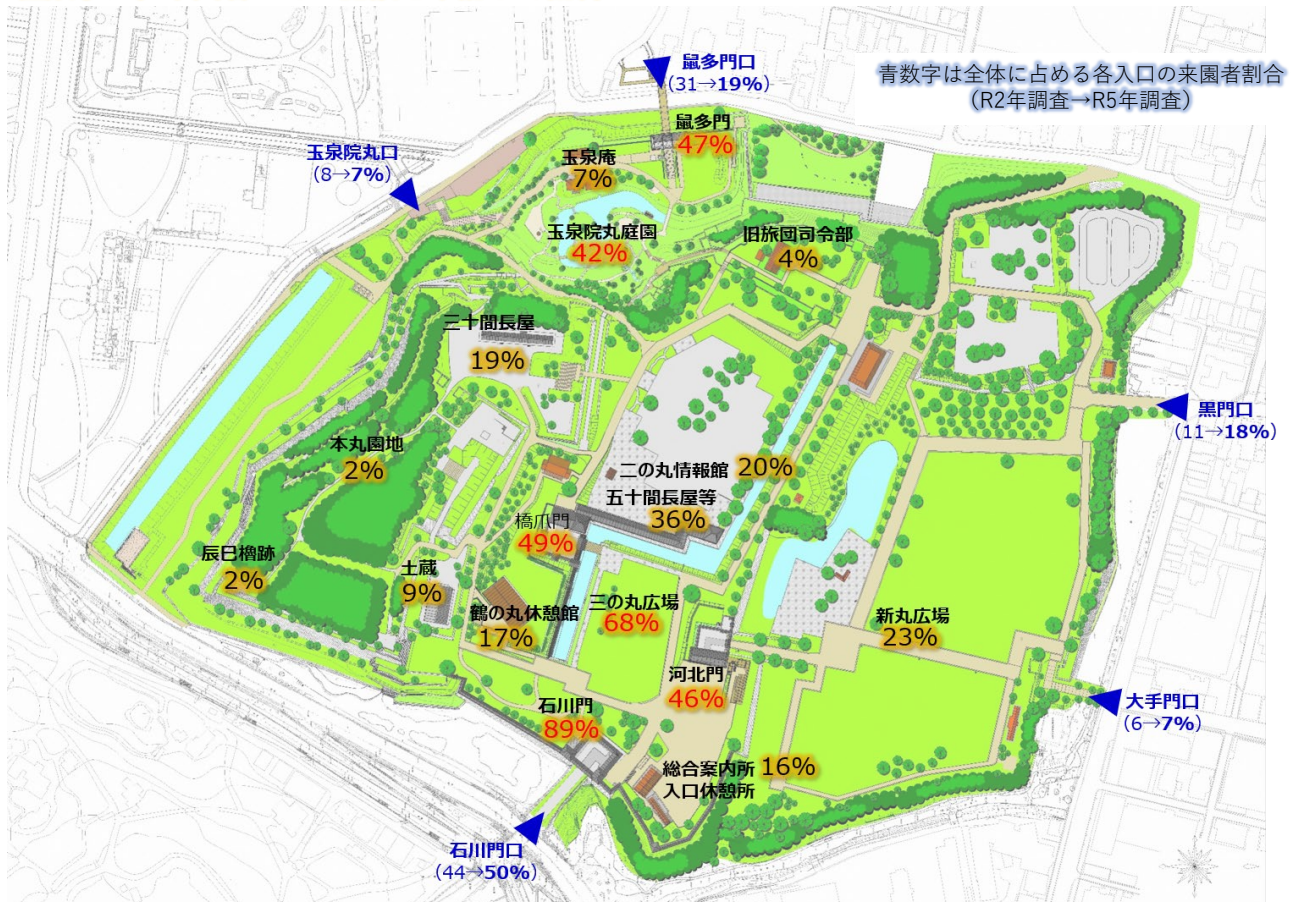 鼠多門口
(31→19%)
青数字は全体に占める各入口の来園者割合
(R2年調査→R5年調査)
鼠多門
47%
玉泉院丸口
(8→7%)
玉泉庵
7%
玉泉院丸庭園
42%
旧旅団司令部
4%
三十間長屋
19%
黒門口
(11→18%)
本丸園地
2%
二の丸情報館 20%
五十間長屋等
36%
橋爪門
49%
辰巳櫓跡
2%
土蔵
9%
鶴の丸休憩館
17%
三の丸広場
68%
新丸広場
23%
河北門
46%
大手門口
(6→7%)
石川門
89%
総合案内所 16%
入口休憩所
石川門口
(44→50%)